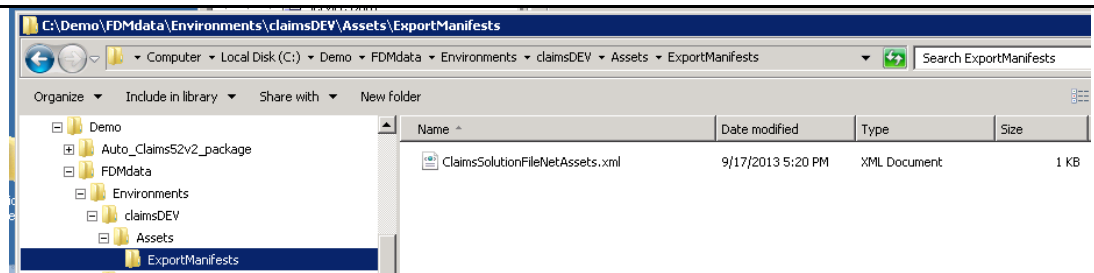 C:\Demo\FDMdata\Environments\claimsDEV\Assets\ExportManifests
Computer Local Disk (C:) Demo FDMdata Environments claimsDEV Assets ExportManifests
Search ExportManifests
Organize Include in library Share with New folder
Name Date modified Type Size
Demo
Auto_Claims52v2_package
FDMdata
Environments
claimsDEV
Assets
ExportManifests
ClaimsSolutionFileNetAssets.xml 9/17/2013 5:20 PM XML Document 1 KB